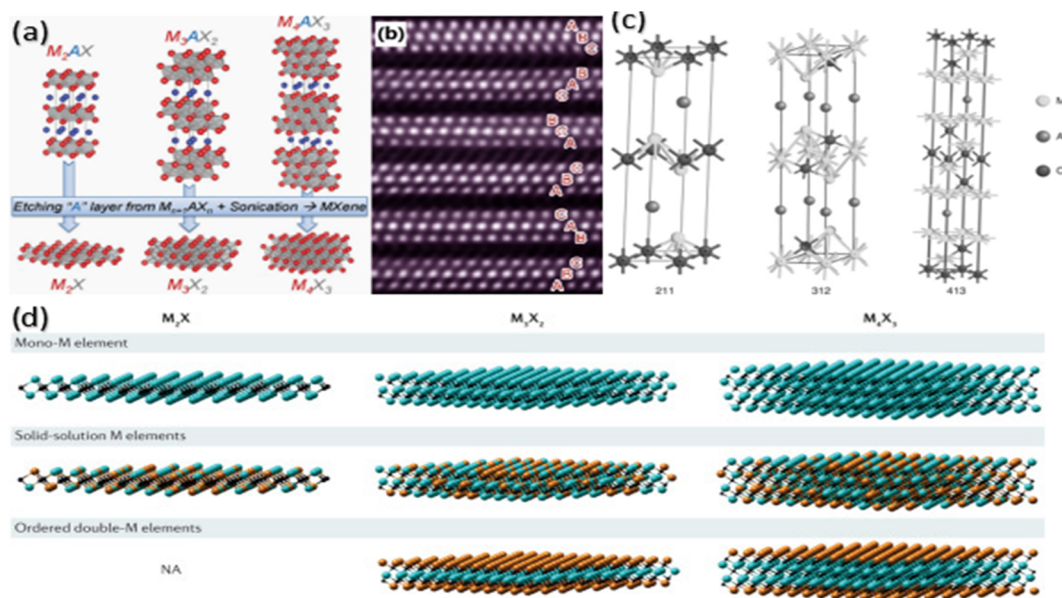 (a)
M₂AX
M₃AX₂
M₄AX₃
Etching "A" layer from Mₙ₊₁AXₙ + Sonication → MXene
M₂X
M₃X₂
M₄X₃
(b)
A
B
C
B
A
B
C
A
B
A
C
A
B
C
B
A
(c)
M
A
211
312
413
(d)
M₂X
M₃X₂
M₄X₃
Mono-M element
Solid-solution M elements
Ordered double-M elements
NA